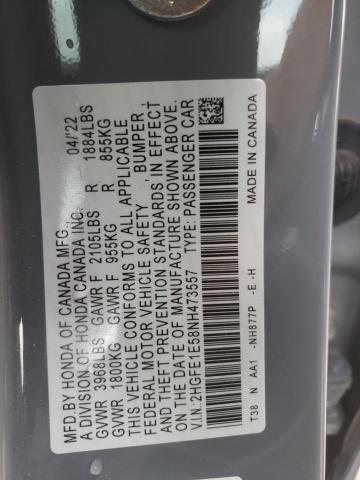 MFD.BY HONDA OF CANADA MFG. 04/'22
A DIVISION OF HONDA CANADA INC.
GVWR 3968LBS GAWR F 2105LBS R 1884LBS
GVWR 1800KG GAWR F 955KG R 855KG
THIS VEHICLE CONFORMS TO ALL APPLICABLE
FEDERAL MOTOR VEHICLE SAFETY , BUMPER ,
AND THEFT PREVENTION STANDARDS IN EFFECT
ON THE DATE OF MANUFACTURE SHOWN ABOVE.
V.I.N.:2HGFE1E58NH473557 TYPE: PASSENGER CAR
T38 N AA1 -NH877P -E -H MADE IN CANADA